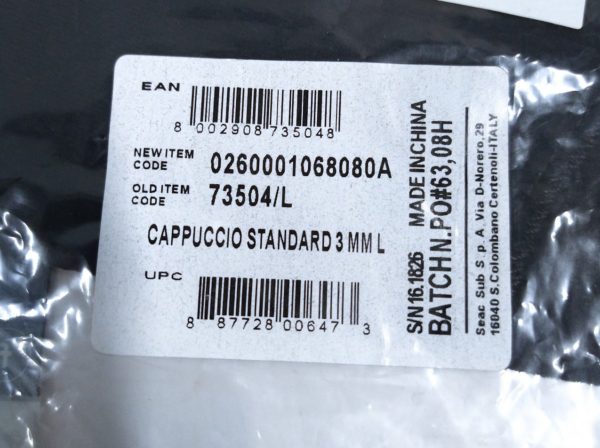 EAN
8 002908 735048
NEW ITEM CODE 0260001068080A
OLD ITEM CODE 73504/L
CAPPUCCIO STANDARD 3 MM L
UPC
8 87728 00647 3
S/N 16.1826 MADE IN CHINA
BATCH N.PO#63,08H
Seac Sub S.p.A Via D-Norero,29
16040 S.Colombano Certenoli-ITALY